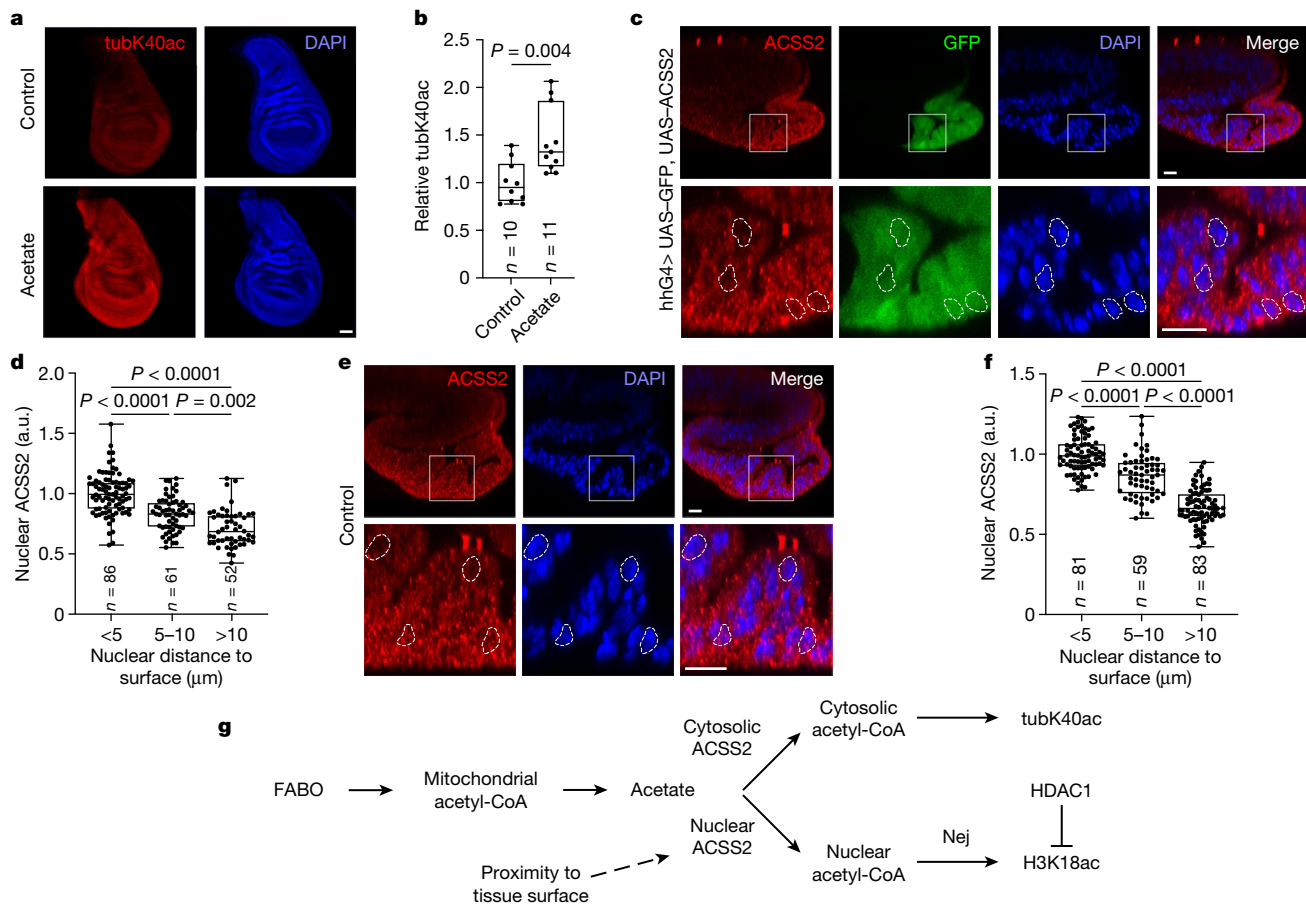 a
tubK40ac
DAPI
Control
Acetate
b
2.5
2.0
1.5
1.0
0.5
0
Relative tubK40ac
P = 0.004
n = 10
n = 11
Control
Acetate
c
hhG4> UAS–GFP, UAS–ACSS2
ACSS2
GFP
DAPI
Merge
d
2.0
1.5
1.0
0.5
0
Nuclear ACSS2 (a.u.)
P < 0.0001
P < 0.0001
P = 0.002
n = 86
n = 61
n = 52
<5
5–10
>10
Nuclear distance to
surface (μm)
e
Control
ACSS2
DAPI
Merge
f
1.5
1.0
0.5
0
Nuclear ACSS2 (a.u.)
P < 0.0001
P < 0.0001
P < 0.0001
n = 81
n = 59
n = 83
<5
5–10
>10
Nuclear distance to
surface (μm)
g
FABO
Mitochondrial
acetyl-CoA
Acetate
Cytosolic
ACSS2
Nuclear
ACSS2
Proximity to
tissue surface
Cytosolic
acetyl-CoA
tubK40ac
Nuclear
acetyl-CoA
Nej
HDAC1
H3K18ac